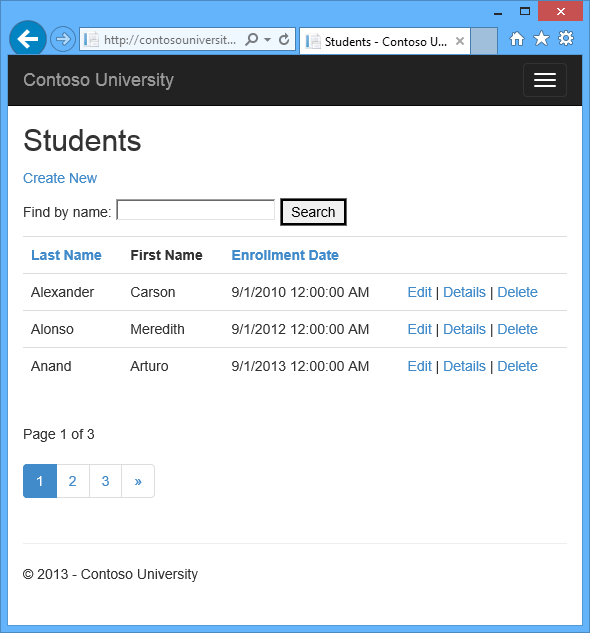 http://contosouniversit...
Students - Contoso U...
Contoso University
Students
Create New
Find by name: Search
Last Name First Name Enrollment Date
Alexander Carson 9/1/2010 12:00:00 AM Edit | Details | Delete
Alonso Meredith 9/1/2012 12:00:00 AM Edit | Details | Delete
Anand Arturo 9/1/2013 12:00:00 AM Edit | Details | Delete
Page 1 of 3
1 2 3 »
© 2013 - Contoso University